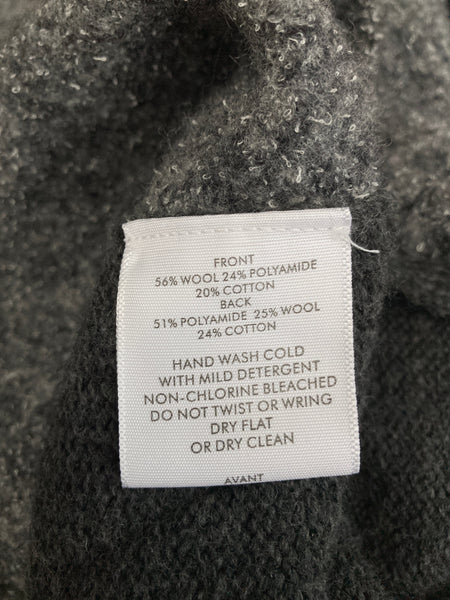 FRONT
56% WOOL 24% POLYAMIDE
20% COTTON
BACK
51% POLYAMIDE 25% WOOL
24% COTTON
HAND WASH COLD
WITH MILD DETERGENT
NON-CHLORINE BLEACHED
DO NOT TWIST OR WRING
DRY FLAT
OR DRY CLEAN
AVANT